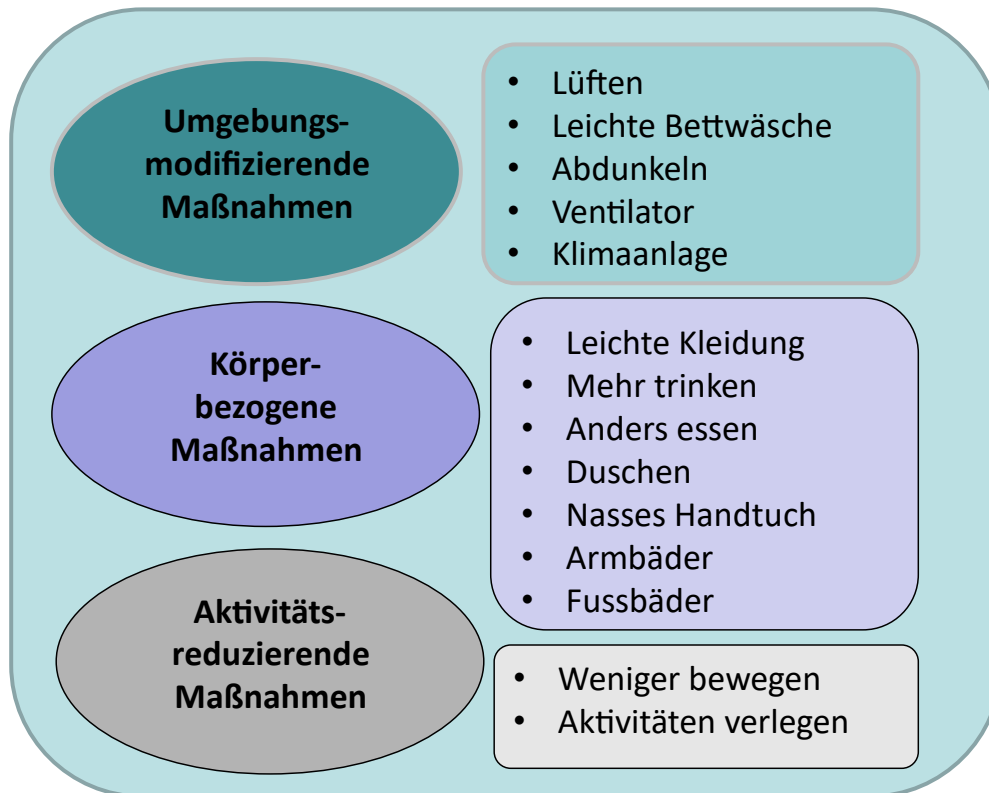 Umgebungs-
modifizierende
Maßnahmen
• Lüften
• Leichte Bettwäsche
• Abdunkeln
• Ventilator
• Klimaanlage
Körper-
bezogene
Maßnahmen
• Leichte Kleidung
• Mehr trinken
• Anders essen
• Duschen
• Nasses Handtuch
• Armbäder
• Fussbäder
Aktivitäts-
reduzierende
Maßnahmen
• Weniger bewegen
• Aktivitäten verlegen